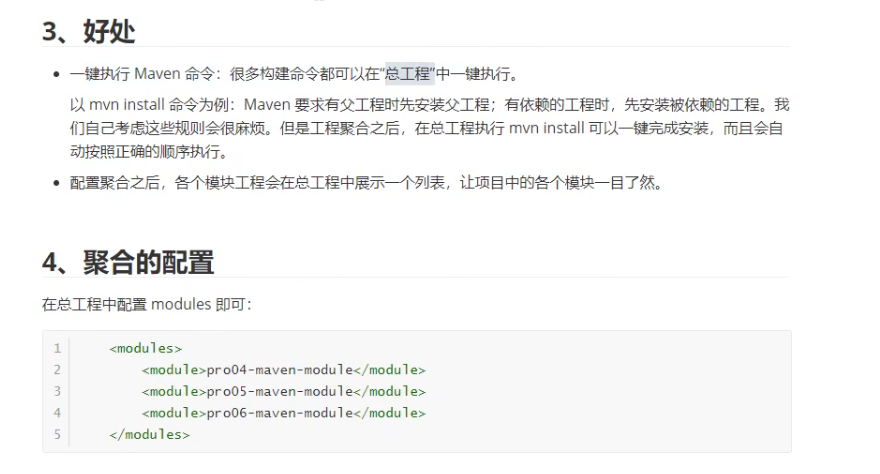 3、好处
• 一键执行 Maven 命令：很多构建命令都可以在“总工程”中一键执行。
以 mvn install 命令为例：Maven 要求有父工程时先安装父工程；有依赖的工程时，先安装被依赖的工程。我
们自己考虑这些规则会很麻烦。但是工程聚合之后，在总工程执行 mvn install 可以一键完成安装，而且会自
动按照正确的顺序执行。
• 配置聚合之后，各个模块工程会在总工程中展示一个列表，让项目中的各个模块一目了然。
4、聚合的配置
在总工程中配置 modules 即可：
1 <modules>
2 <module>pro04-maven-module</module>
3 <module>pro05-maven-module</module>
4 <module>pro06-maven-module</module>
5 </modules>